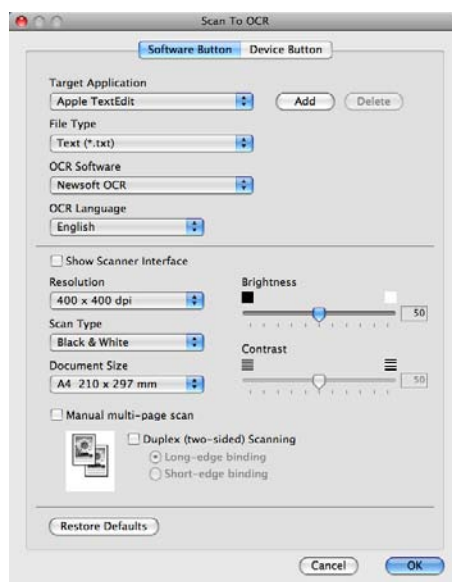 Scan To OCR
Software Button Device Button
Target Application
Apple TextEdit Add Delete
File Type
Text (*.txt)
OCR Software
Newsoft OCR
OCR Language
English
Show Scanner Interface
Resolution Brightness
400 x 400 dpi 50
Scan Type
Black & White
Contrast
Document Size
A4 210 x 297 mm 50
Manual multi-page scan
Duplex (two-sided) Scanning
Long-edge binding
Short-edge binding
Restore Defaults
Cancel OK